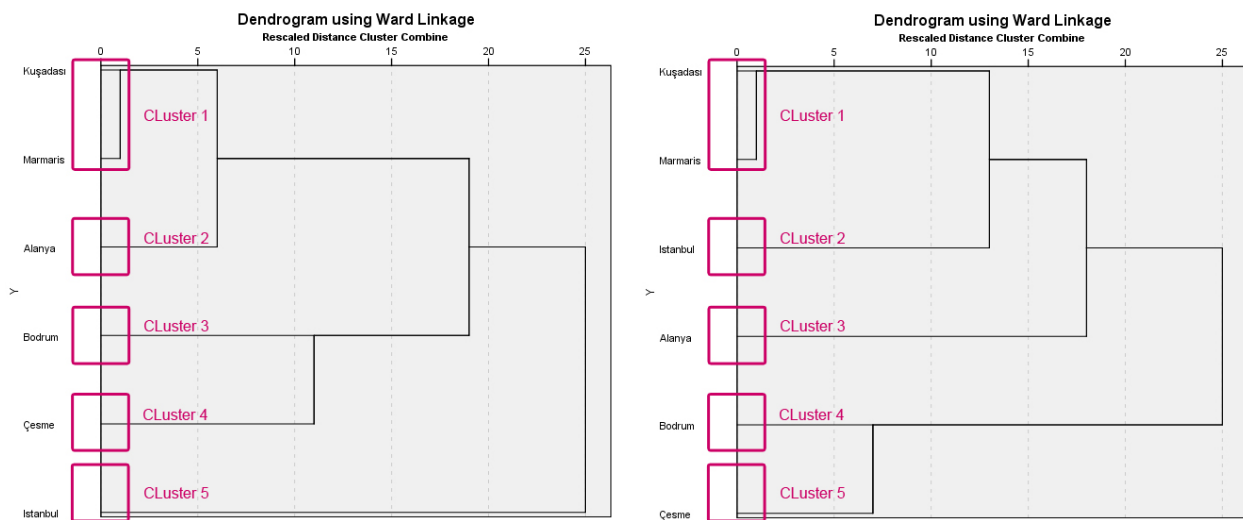 Dendrogram using Ward Linkage
Rescaled Distance Cluster Combine
0 5 10 15 20 25
Kuşadası
CLuster 1
Marmaris
Alanya
CLuster 2
Y
Bodrum
CLuster 3
Çesme
CLuster 4
CLuster 5
Istanbul
Dendrogram using Ward Linkage
Rescaled Distance Cluster Combine
0 5 10 15 20 25
Kuşadası
CLuster 1
Marmaris
Istanbul
CLuster 2
Y
Alanya
CLuster 3
Bodrum
CLuster 4
CLuster 5
Çesme